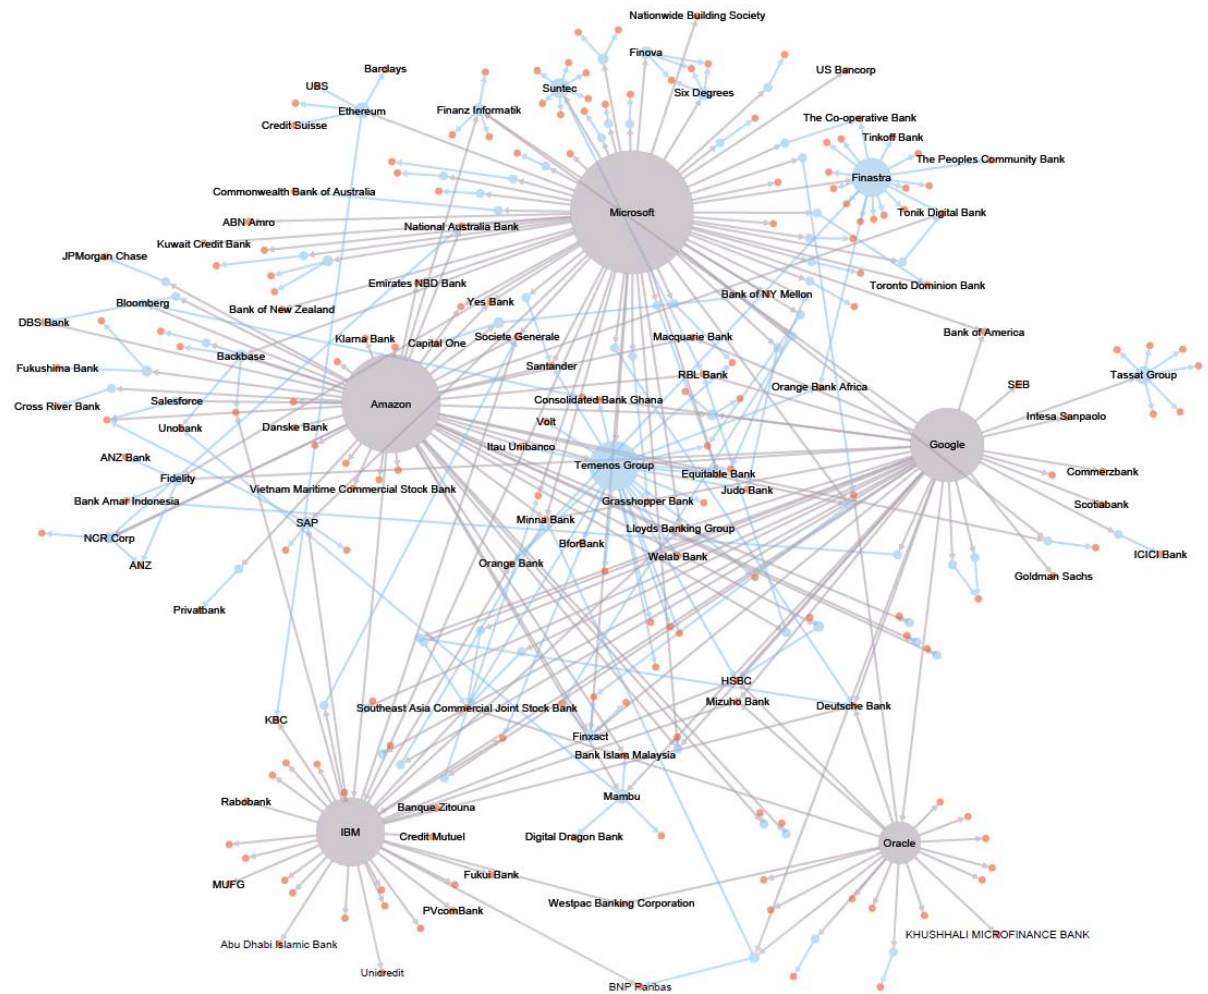 Nationwide Building Society
Finova
Barclays
US Bancorp
UBS
Suntec
Six Degrees
Ethereum
Finanz Informatik
The Co-operative Bank
Credit Suisse
Tinkoff Bank
The Peoples Community Bank
Finastra
Commonwealth Bank of Australia
Microsoft
Tonik Digital Bank
ABN Amro
National Australia Bank
Kuwait Credit Bank
JPMorgan Chase
Emirates NBD Bank
Toronto Dominion Bank
Bank of NY Mellon
Bloomberg
Yes Bank
Bank of New Zealand
DBS Bank
Bank of America
Klarna Bank
Capital One
Societe Generale
Macquarie Bank
Backbase
Fukushima Bank
Santander
RBL Bank
Tassat Group
Orange Bank Africa
SEB
Cross River Bank
Salesforce
Amazon
Consolidated Bank Ghana
Intesa Sanpaolo
Unobank
Danske Bank
Volt
Itau Unibanco
Google
ANZ Bank
Temenos Group
Equitable Bank
Commerzbank
Fidelity
Vietnam Maritime Commercial Stock Bank
Judo Bank
Bank Amar Indonesia
Grasshopper Bank
Scotiabank
SAP
Minna Bank
Lloyds Banking Group
NCR Corp
BforBank
Welab Bank
ICICI Bank
ANZ
Orange Bank
Goldman Sachs
Privatbank
HSBC
Mizuho Bank
Southeast Asia Commercial Joint Stock Bank
Deutsche Bank
KBC
Finxact
Bank Islam Malaysia
Mambu
Rabobank
Banque Zitouna
IBM
Credit Mutuel
Digital Dragon Bank
Oracle
Fukui Bank
MUFG
Westpac Banking Corporation
PVcomBank
KHUSHHALI MICROFINANCE BANK
Abu Dhabi Islamic Bank
Unicredit
BNP Paribas